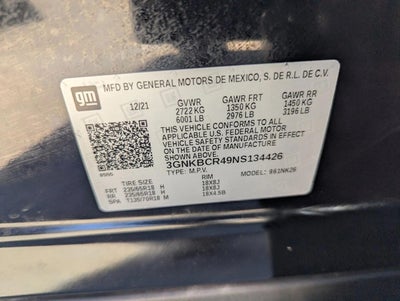 gm
MFD BY GENERAL MOTORS DE MEXICO, S. DE R.L. DE C.V.
12/21 GVWR GAWR FRT GAWR RR
2722 KG 1350 KG 1450 KG
6001 LB 2976 LB 3196 LB
THIS VEHICLE CONFORMS TO ALL
APPLICABLE U.S. FEDERAL MOTOR
VEHICLE SAFETY STANDARDS IN EFFECT
ON THE DATE OF MANUFACTURE SHOWN ABOVE.
3GNKBCR49NS134426
TYPE: M.P.V. MODEL:
TIRE SIZE RIM
FRT 235/65R18 H 18X8J
RR 235/65R18 H 18X8J
SPA T135/70R18 M 18X4.5B